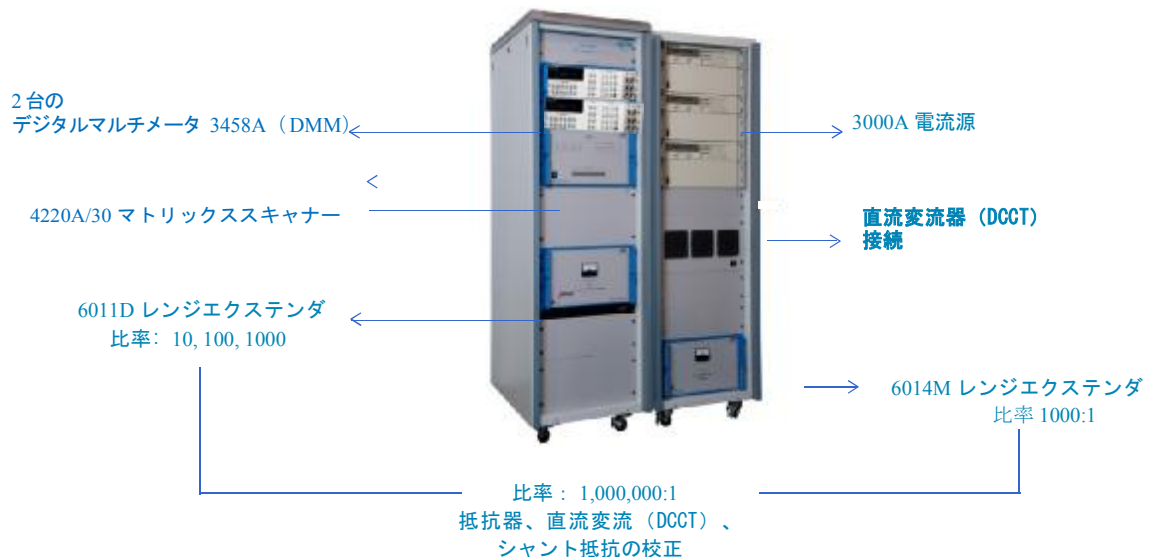 2 台の
デジタルマルチメータ 3458A（DMM）
3000A 電流源
4220A/30 マトリックススキャナー
直流変流器（DCCT）
接続
6011D レンジエクステンダ
比率：10, 100, 1000
6014M レンジエクステンダ
比率 1000:1
比率：1,000,000:1
抵抗器、直流変流（DCCT）、
シャント抵抗の校正